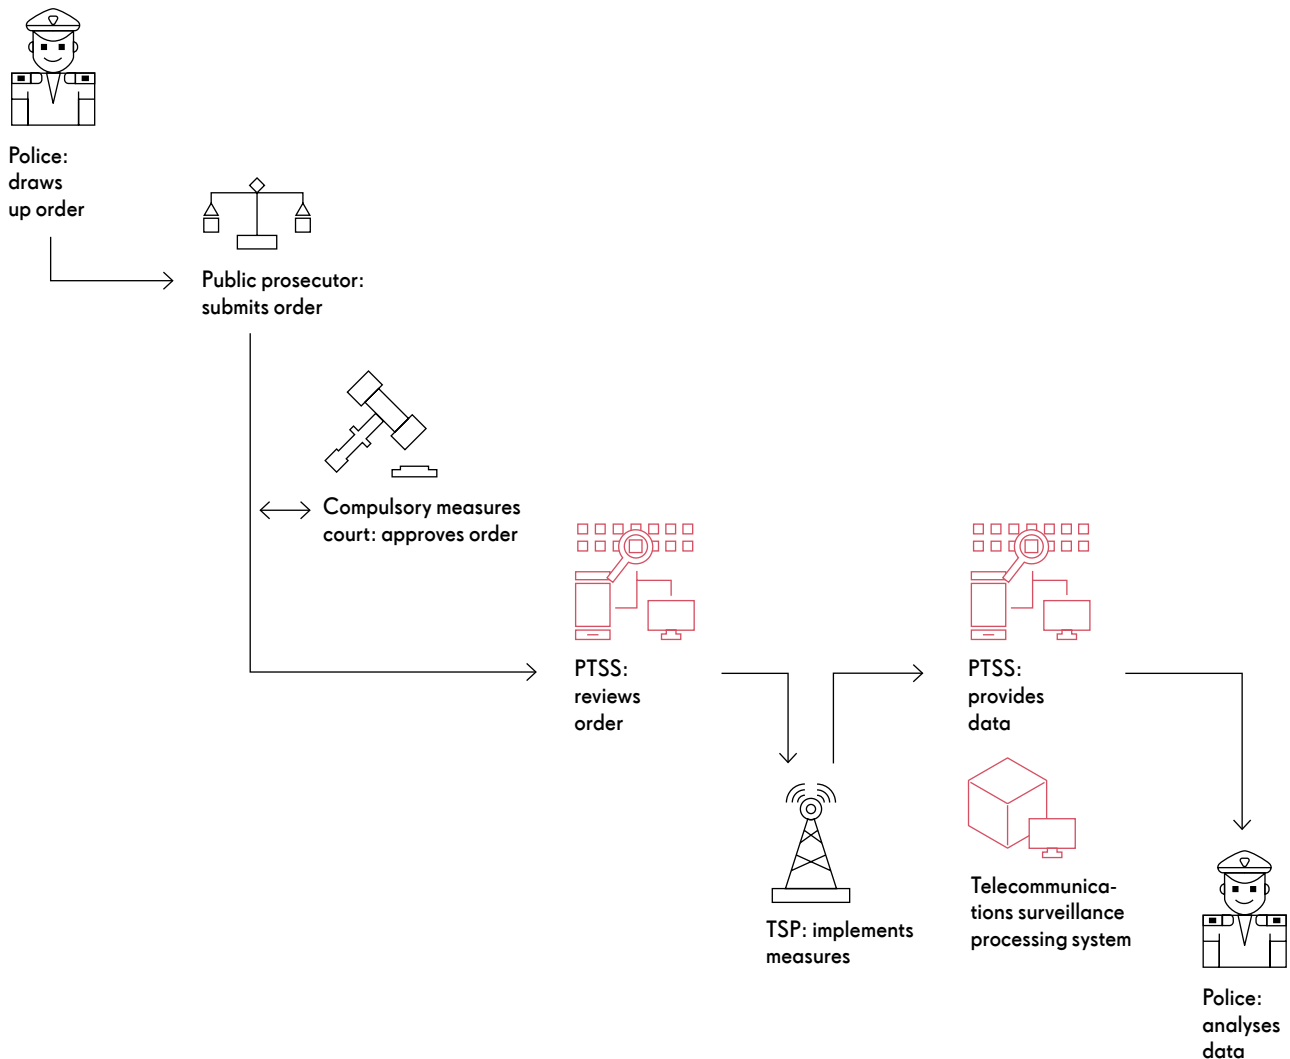 Police:
draws
up order
Public prosecutor:
submits order
Compulsory measures
court: approves order
PTSS:
reviews
order
TSP: implements
measures
PTSS:
provides
data
Telecommunica-
tions surveillance
processing system
Police:
analyses
data